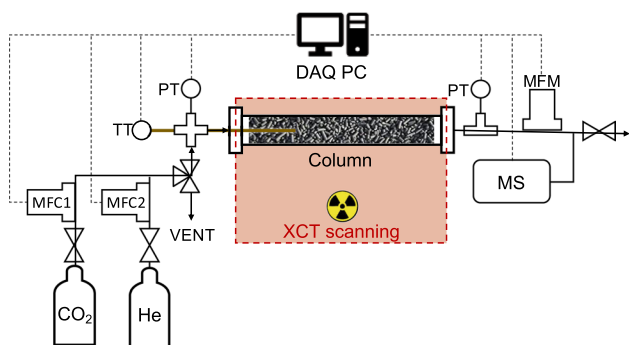 DAQ PC
PT
PT
MFM
TT
Column
MS
MFC1
MFC2
VENT
XCT scanning
CO₂
He